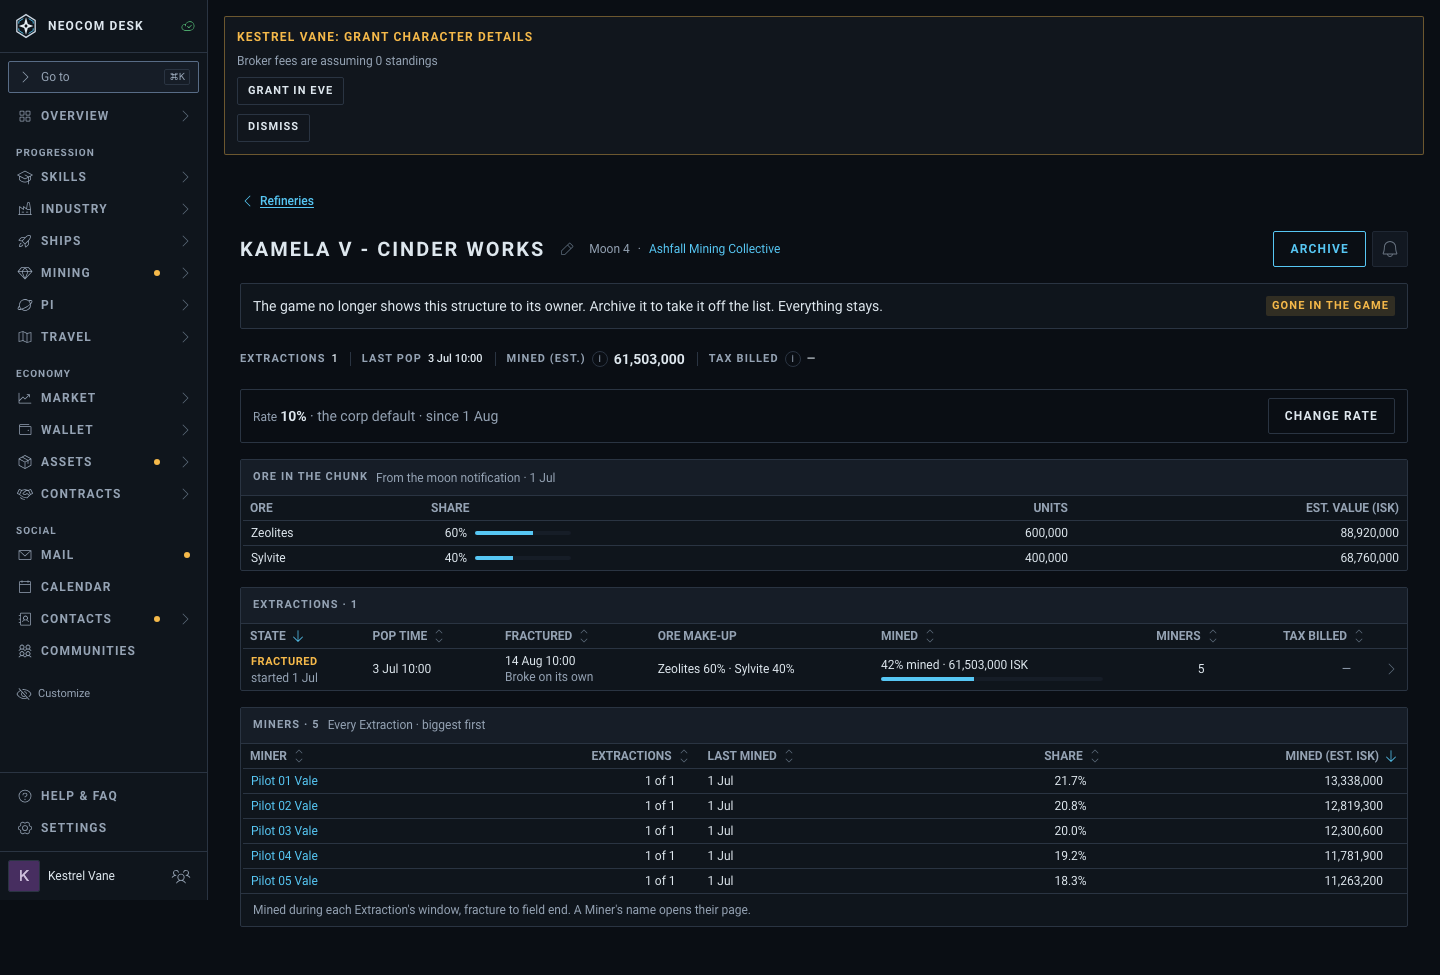 NEOCOM DESK
Go to ⌘K
OVERVIEW
PROGRESSION
SKILLS
INDUSTRY
SHIPS
MINING
PI
TRAVEL
ECONOMY
MARKET
WALLET
ASSETS
CONTRACTS
SOCIAL
MAIL
CALENDAR
CONTACTS
COMMUNITIES
Customize
HELP & FAQ
SETTINGS
K Kestrel Vane
KESTREL VANE: GRANT CHARACTER DETAILS
Broker fees are assuming 0 standings
GRANT IN EVE
DISMISS
Refineries
KAMELA V - CINDER WORKS Moon 4 · Ashfall Mining Collective ARCHIVE
The game no longer shows this structure to its owner. Archive it to take it off the list. Everything stays. GONE IN THE GAME
EXTRACTIONS 1 LAST POP 3 Jul 10:00 MINED (EST.) I 61,503,000 TAX BILLED I —
Rate 10% · the corp default · since 1 Aug CHANGE RATE
ORE IN THE CHUNK From the moon notification · 1 Jul
ORE SHARE UNITS EST. VALUE (ISK)
Zeolites 60% 600,000 88,920,000
Sylvite 40% 400,000 68,760,000
EXTRACTIONS · 1
STATE POP TIME FRACTURED ORE MAKE-UP MINED MINERS TAX BILLED
FRACTURED 3 Jul 10:00 14 Aug 10:00 Zeolites 60% · Sylvite 40% 42% mined · 61,503,000 ISK 5 —
started 1 Jul Broke on its own
MINERS · 5 Every Extraction · biggest first
MINER EXTRACTIONS LAST MINED SHARE MINED (EST. ISK)
Pilot 01 Vale 1 of 1 1 Jul 21.7% 13,338,000
Pilot 02 Vale 1 of 1 1 Jul 20.8% 12,819,300
Pilot 03 Vale 1 of 1 1 Jul 20.0% 12,300,600
Pilot 04 Vale 1 of 1 1 Jul 19.2% 11,781,900
Pilot 05 Vale 1 of 1 1 Jul 18.3% 11,263,200
Mined during each Extraction's window, fracture to field end. A Miner's name opens their page.